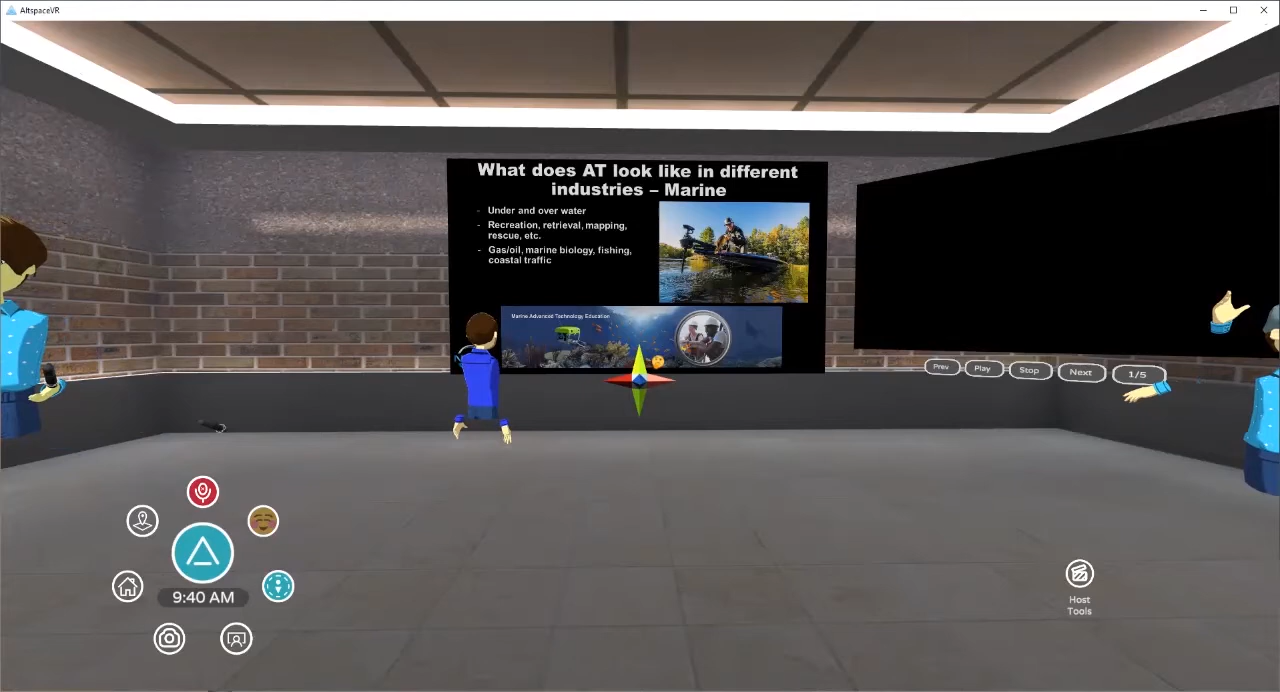 AltspaceVR
What does AT look like in different
industries – Marine
- Under and over water
- Recreation, retrieval, mapping,
rescue, etc.
- Gas/oil, marine biology, fishing,
coastal traffic
Marine Advanced Technology Education
Prev
Play
Stop
Next
1/5
9:40 AM
Host
Tools